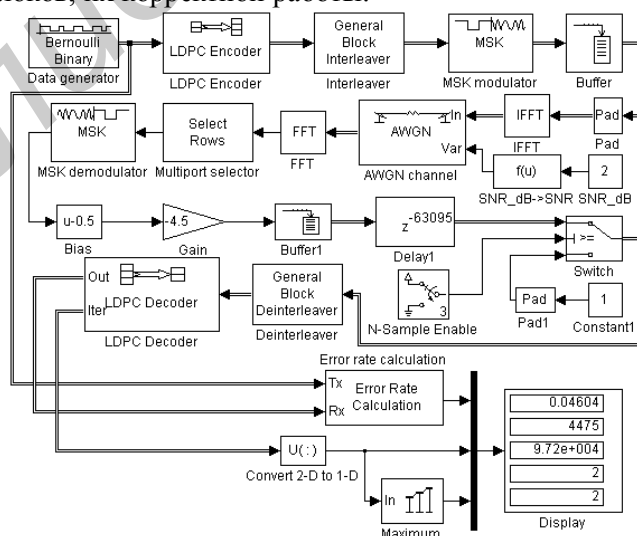 Bernoulli
Binary
Data generator
LDPC Encoder
LDPC Encoder
General
Block
Interleaver
Interleaver
MSK
MSK modulator
Buffer
MSK
MSK demodulator
Select
Rows
Multiport selector
FFT
FFT
In
AWGN
Var
AWGN channel
IFFT
IFFT
Pad
Pad
f(u)
SNR_dB->SNR
2
SNR_dB
u-0.5
Bias
-4.5
Gain
Buffer1
z-63095
Delay1
>=
Switch
Out
Iter
LDPC Decoder
LDPC Decoder
General
Block
Deinterleaver
Deinterleaver
3
N-Sample Enable
Pad
Pad1
1
Constant1
Error rate calculation
Tx
Rx
Error Rate
Calculation
U(:)
Convert 2-D to 1-D
In
Maximum
0.04604
4475
9.72e+004
2
2
Display